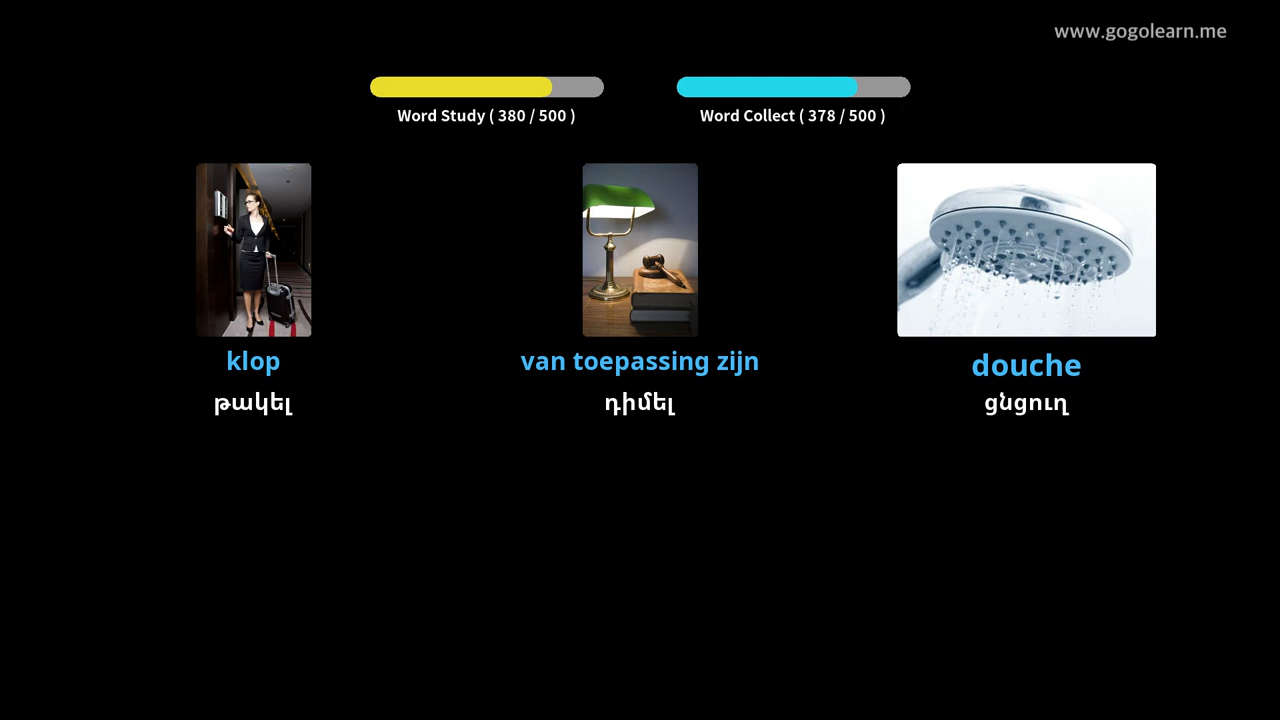 www.gogolearn.me
Word Study ( 380 / 500 )
Word Collect ( 378 / 500 )
klop
van toepassing zijn
douche
թակել
դիմել
ցնցուղ